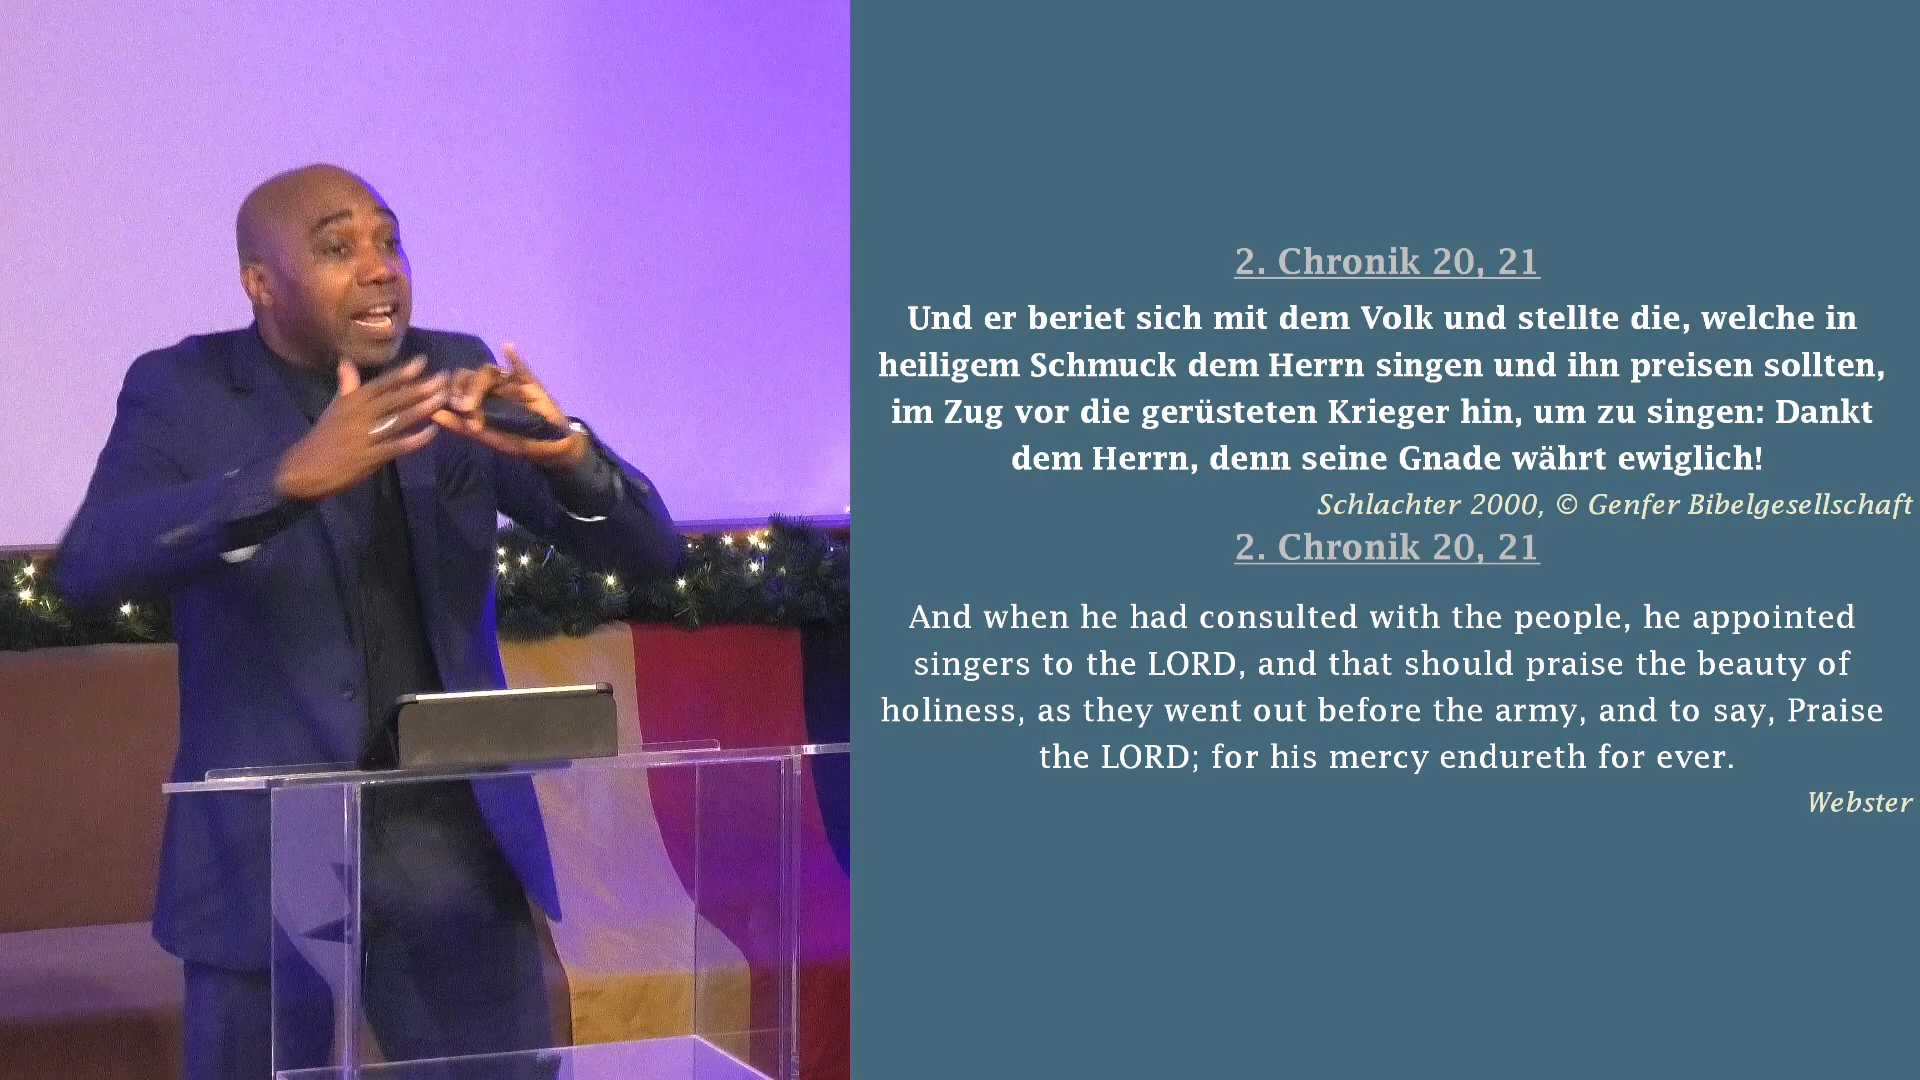 2. Chronik 20, 21
Und er beriet sich mit dem Volk und stellte die, welche in
heiligem Schmuck dem Herrn singen und ihn preisen sollten,
im Zug vor die gerüsteten Krieger hin, um zu singen: Dankt
dem Herrn, denn seine Gnade währt ewiglich!
Schlachter 2000, © Genfer Bibelgesellschaft
2. Chronik 20, 21
And when he had consulted with the people, he appointed
singers to the LORD, and that should praise the beauty of
holiness, as they went out before the army, and to say, Praise
the LORD; for his mercy endureth for ever.
Webster